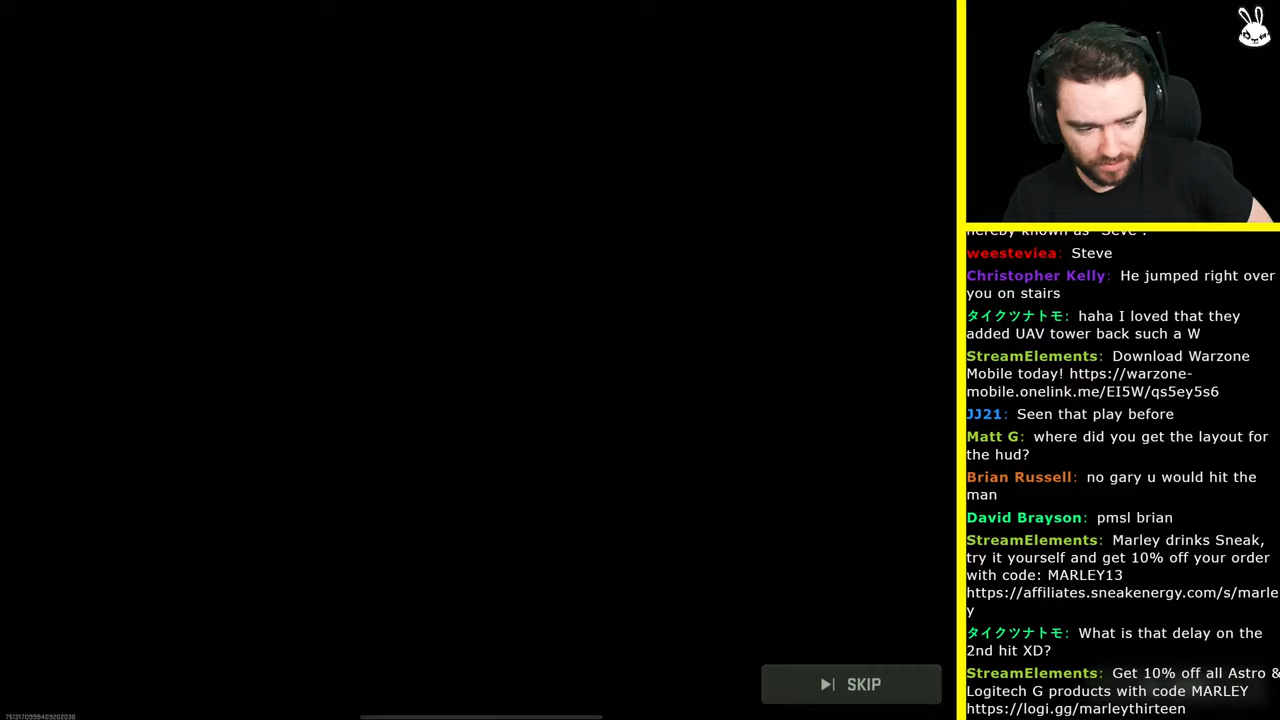 hereby known as "Seve".
weesteviea: Steve
Christopher Kelly: He jumped right over
you on stairs
タイクツナトモ: haha I loved that they
added UAV tower back such a W
StreamElements: Download Warzone
Mobile today! https://warzone-
mobile.onelink.me/EI5W/qs5ey5s6
JJ21: Seen that play before
Matt G: where did you get the layout for
the hud?
Brian Russell: no gary u would hit the
man
David Brayson: pmsl brian
StreamElements: Marley drinks Sneak,
try it yourself and get 10% off your order
with code: MARLEY13
https://affiliates.sneakenergy.com/s/marle
y
タイクツナトモ: What is that delay on the
2nd hit XD?
StreamElements: Get 10% off all Astro &
Logitech G products with code MARLEY
https://logi.gg/marleythirteen
SKIP